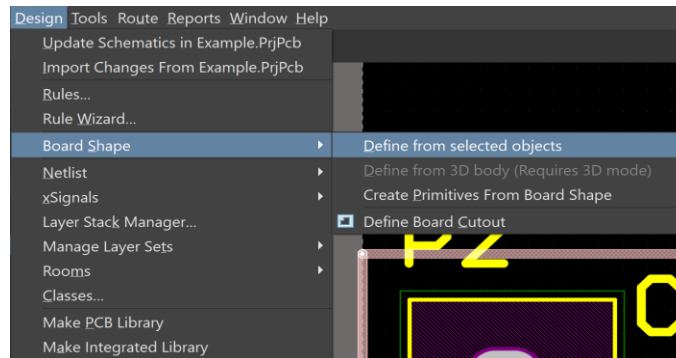 Design Tools Route Reports Window Help
Update Schematics in Example.PrjPcb
Import Changes From Example.PrjPcb
Rules...
Rule Wizard...
Board Shape
Define from selected objects
Netlist
Define from 3D body (Requires 3D mode)
xSignals
Create Primitives From Board Shape
Layer Stack Manager...
Define Board Cutout
Manage Layer Sets
Rooms
Classes...
Make PCB Library
Make Integrated Library